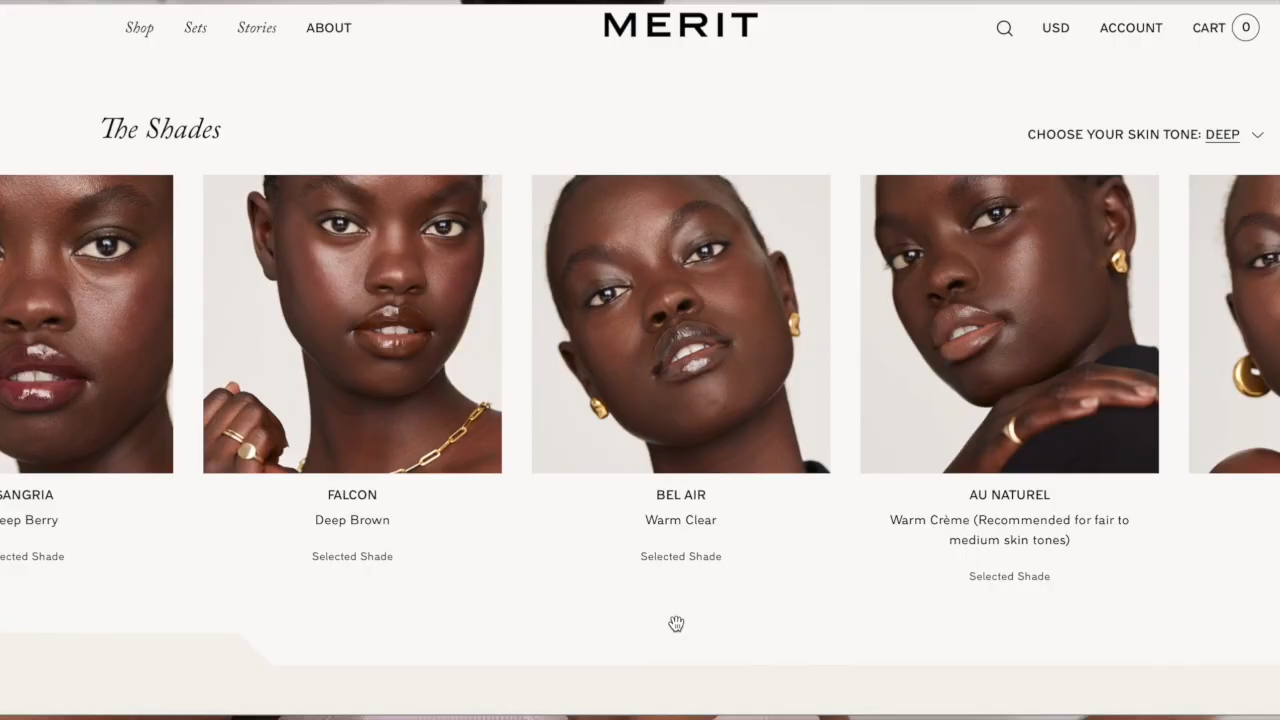 Shop Sets Stories ABOUT MERIT USD ACCOUNT CART 0
The Shades
CHOOSE YOUR SKIN TONE: DEEP
SANGRIA
FALCON
BEL AIR
AU NATUREL
Berry
Deep Brown
Warm Clear
Warm Crème (Recommended for fair to
medium skin tones)
Shade
Selected Shade
Selected Shade
Selected Shade